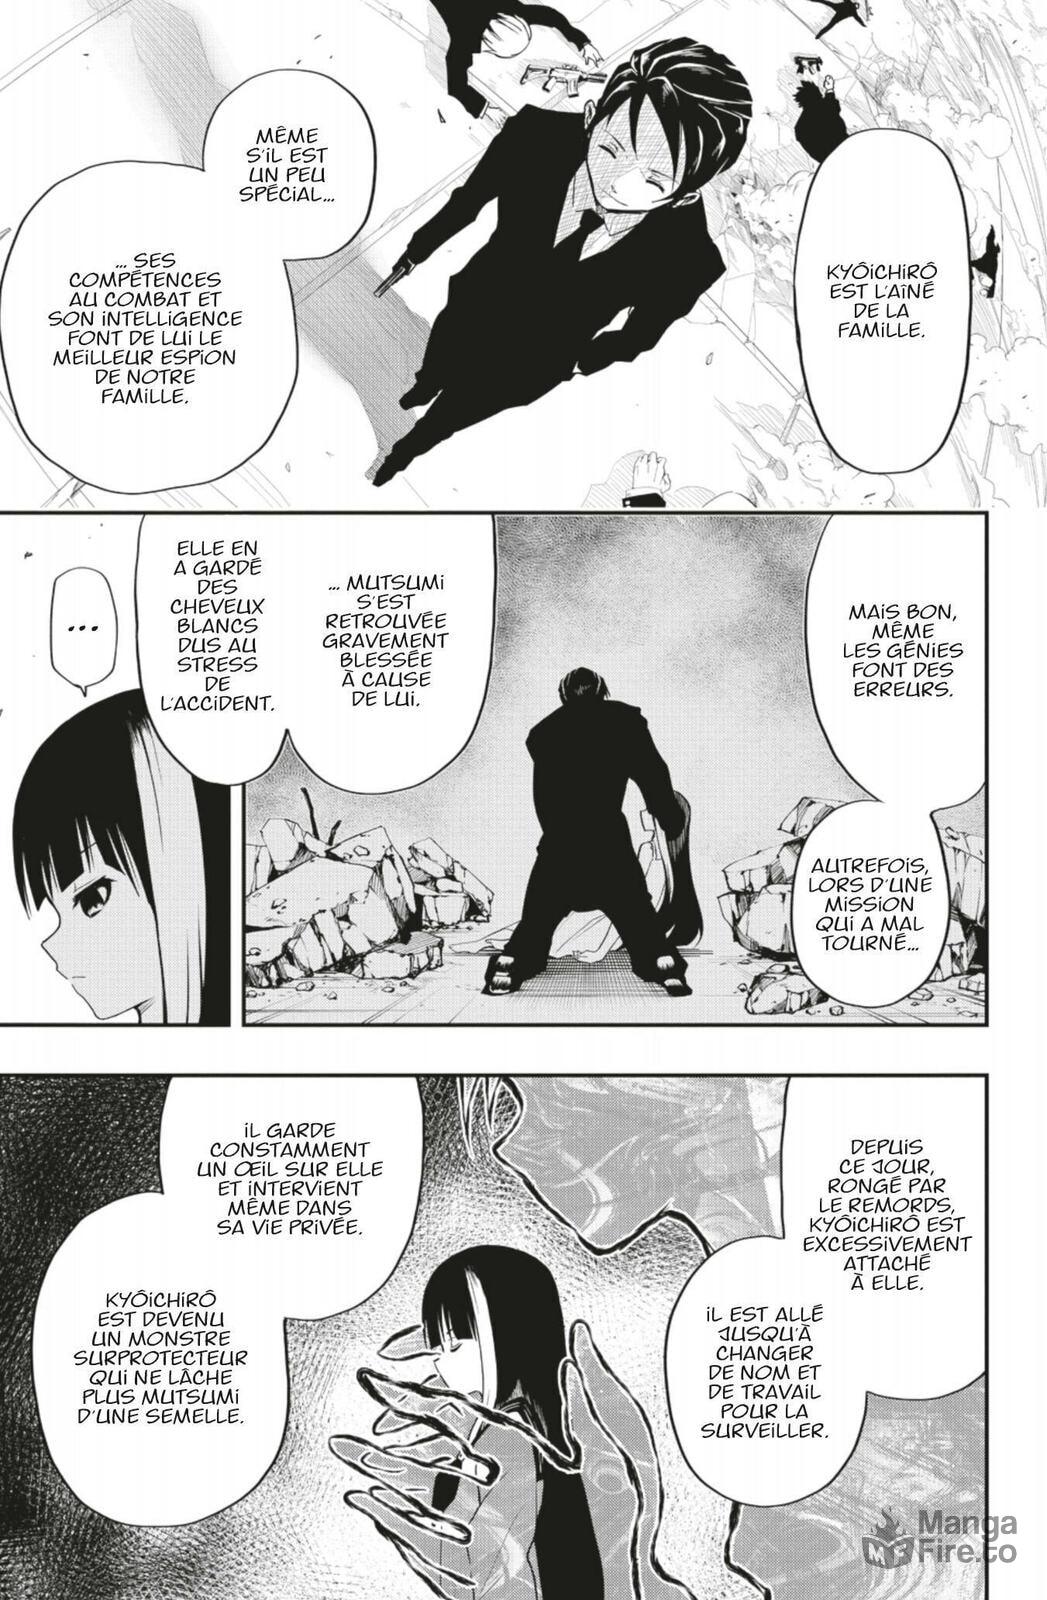 KYÔICHIRÔ
EST L'AÎNÉ
DE LA
FAMILLE.
MÊME
S'IL EST
UN PEU
SPÉCIAL...
... SES
COMPÉTENCES
AU COMBAT ET
SON INTELLIGENCE
FONT DE LUI LE
MEILLEUR ESPION
DE NOTRE
FAMILLE.
MAIS BON,
MÊME
LES GÉNIES
FONT DES
ERREURS.
AUTREFOIS,
LORS D'UNE
MISSION
QUI A MAL
TOURNÉ...
... MUTSUMI
S'EST
RETROUVÉE
GRAVEMENT
BLESSÉE
À CAUSE
DE LUI.
ELLE EN
A GARDÉ
DES
CHEVEUX
BLANCS
DUS AU
STRESS
DE
L'ACCIDENT.
...
DEPUIS
CE JOUR,
RONGÉ PAR
LE REMORDS,
KYÔICHIRÔ EST
EXCESSIVEMENT
ATTACHÉ
À ELLE.
IL EST ALLÉ
JUSQU'À
CHANGER
DE NOM ET
DE TRAVAIL
POUR LA
SURVEILLER.
IL GARDE
CONSTAMMENT
UN ŒIL SUR ELLE
ET INTERVIENT
MÊME DANS
SA VIE PRIVÉE.
KYÔICHIRÔ
EST DEVENU
UN MONSTRE
SURPROTECTEUR
QUI NE LÂCHE
PLUS MUTSUMI
D'UNE SEMELLE.
Manga
Fire.to